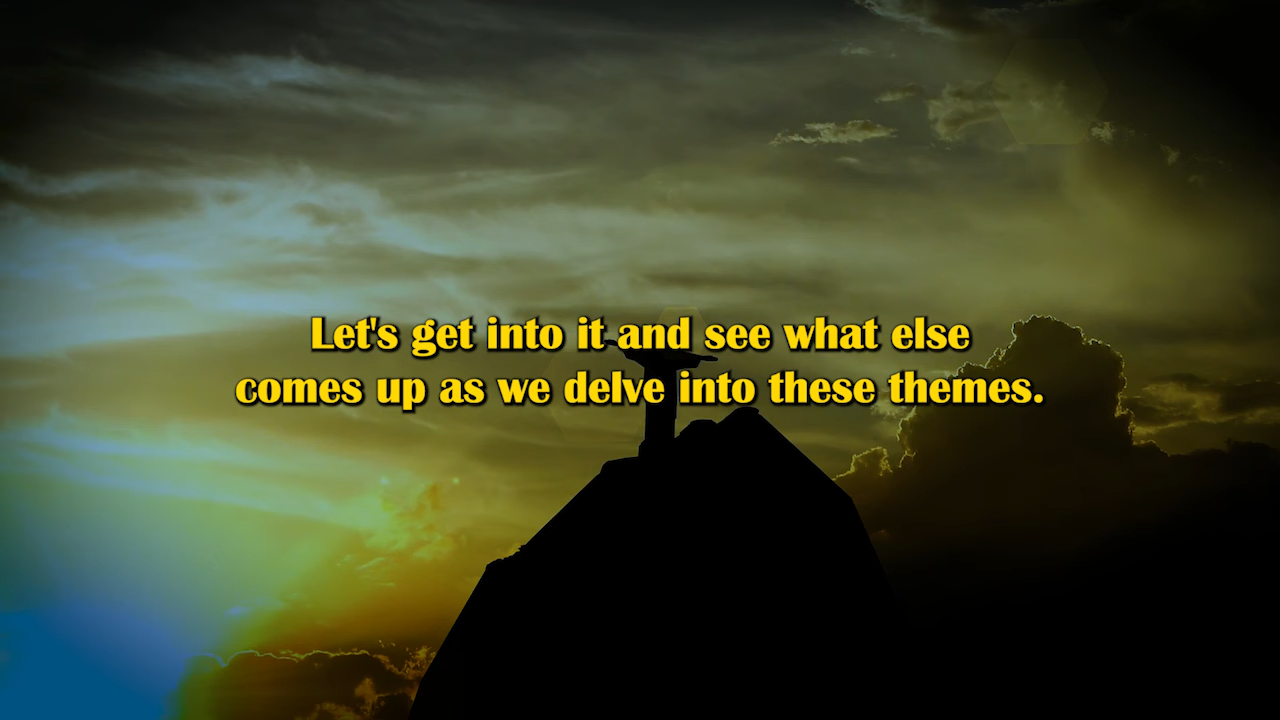 Let's get into it and see what else
comes up as we delve into these themes.